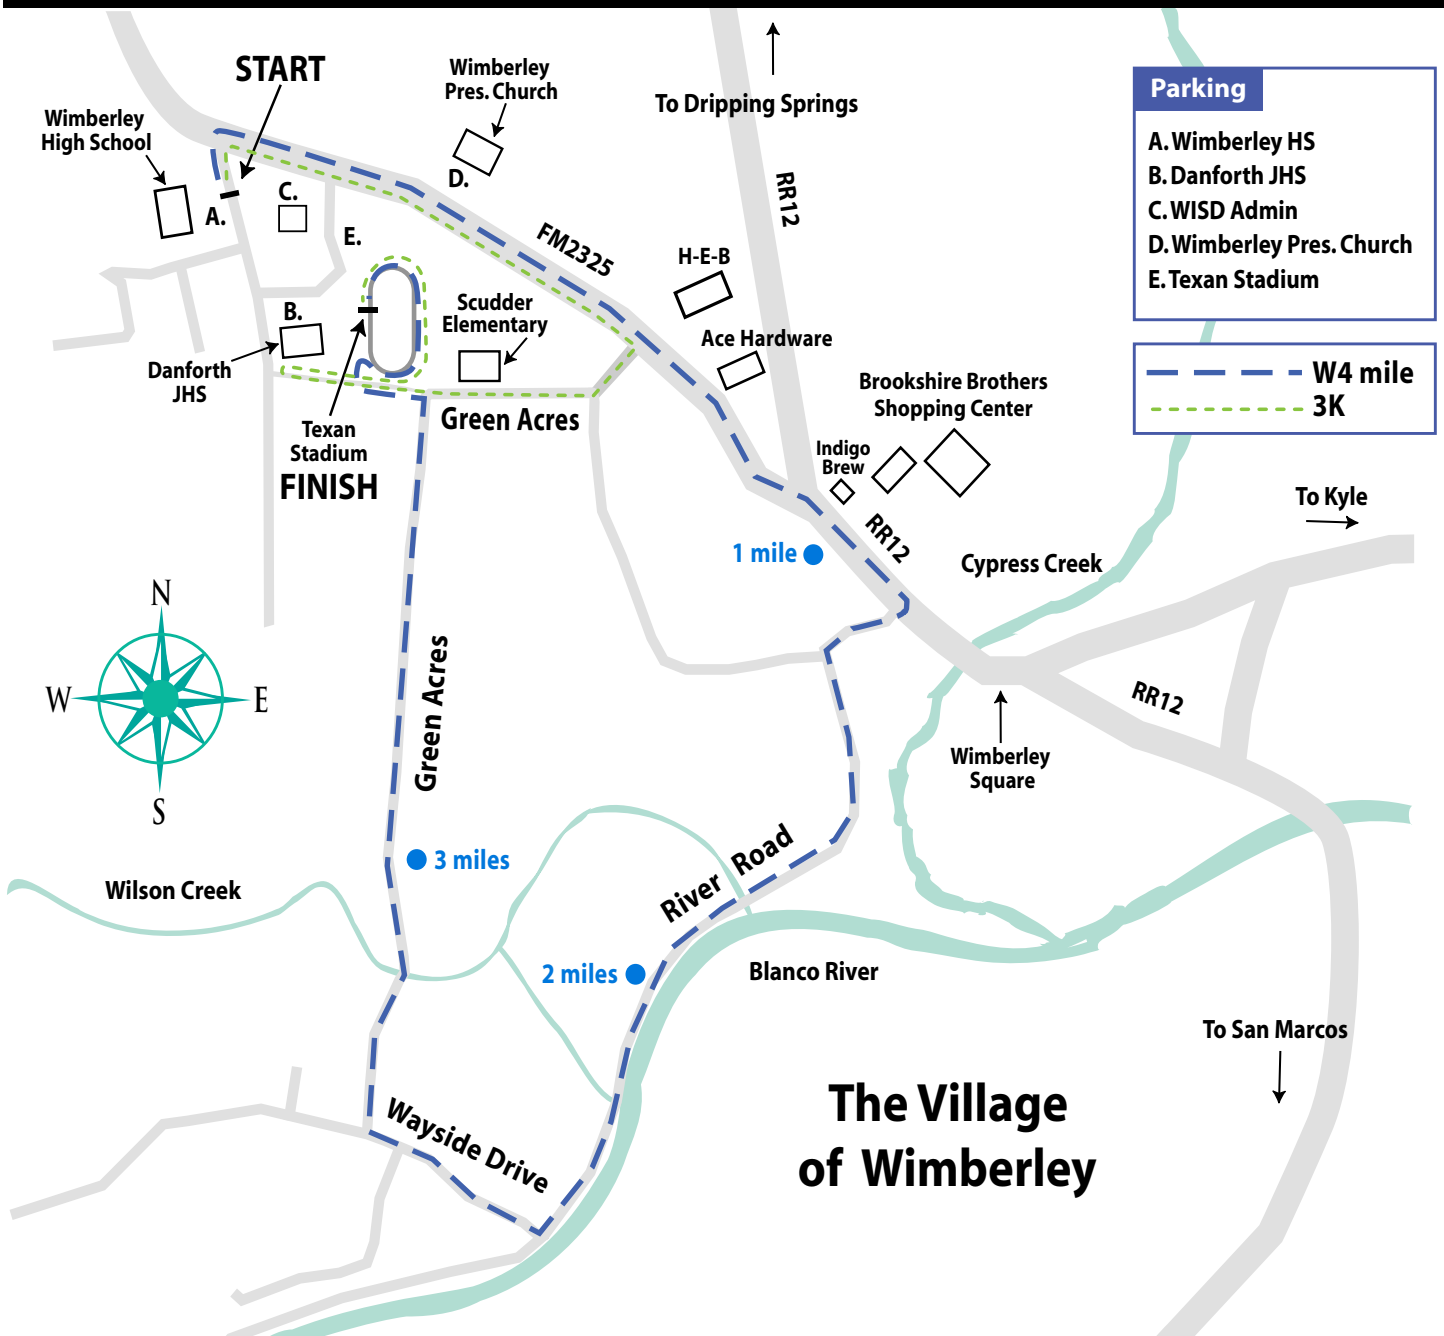 START
Wimberley
Pres. Church
To Dripping Springs
Parking
A. Wimberley HS
B. Danforth JHS
C. WISD Admin
D. Wimberley Pres. Church
E. Texan Stadium
Wimberley
High School
D.
C.
A.
E.
RR12
FM2325
H-E-B
Scudder
Elementary
B.
Ace Hardware
W4 mile
3K
Danforth
JHS
Brookshire Brothers
Shopping Center
Green Acres
Texan
Stadium
FINISH
Indigo
Brew
To Kyle
RR12
1 mile
Cypress Creek
N
W
E
S
Green Acres
RR12
Wimberley
Square
River Road
3 miles
Wilson Creek
2 miles
Blanco River
To San Marcos
Wayside Drive
The Village
of Wimberley